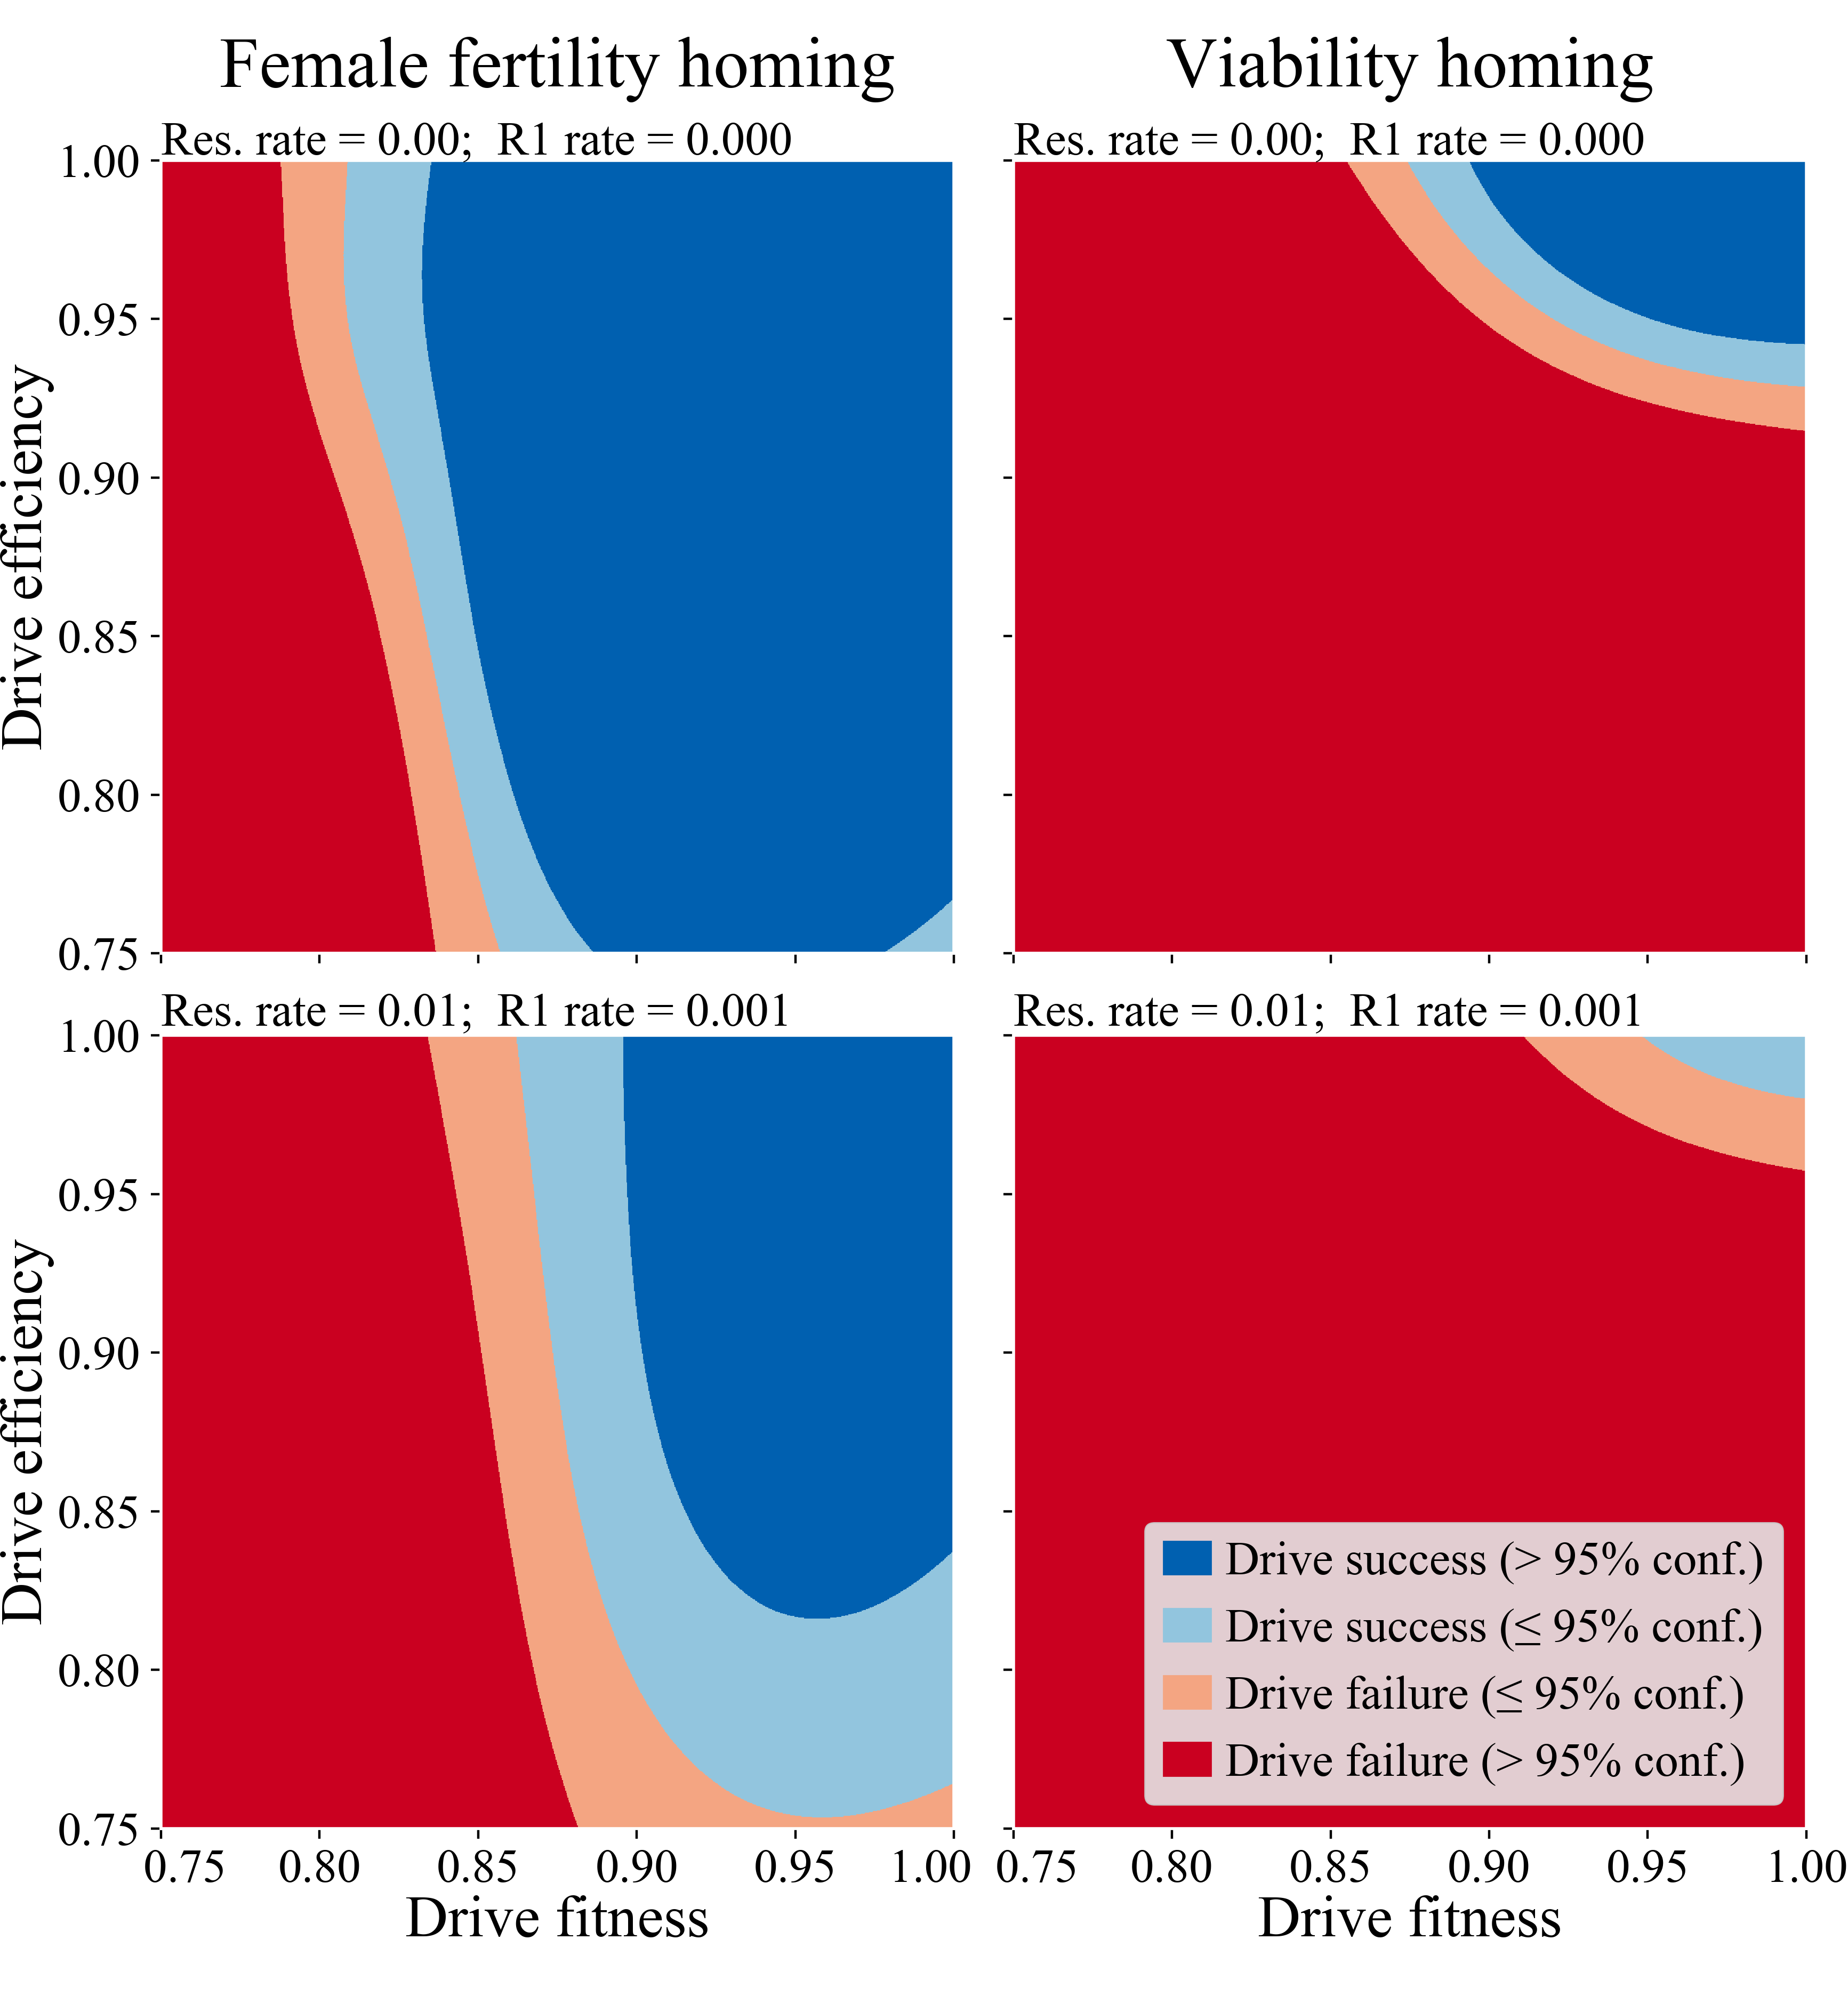 Female fertility homing
Viability homing
Res. rate = 0.00;  R1 rate = 0.000
Res. rate = 0.00;  R1 rate = 0.000
1.00
0.95
0.90
0.85
0.80
0.75
Drive efficiency
Res. rate = 0.01;  R1 rate = 0.001
Res. rate = 0.01;  R1 rate = 0.001
1.00
0.95
0.90
0.85
0.80
0.75
Drive efficiency
Drive success (> 95% conf.)
Drive success (≤ 95% conf.)
Drive failure (≤ 95% conf.)
Drive failure (> 95% conf.)
0.75 0.80 0.85 0.90 0.95 1.00
0.75 0.80 0.85 0.90 0.95 1.00
Drive fitness
Drive fitness